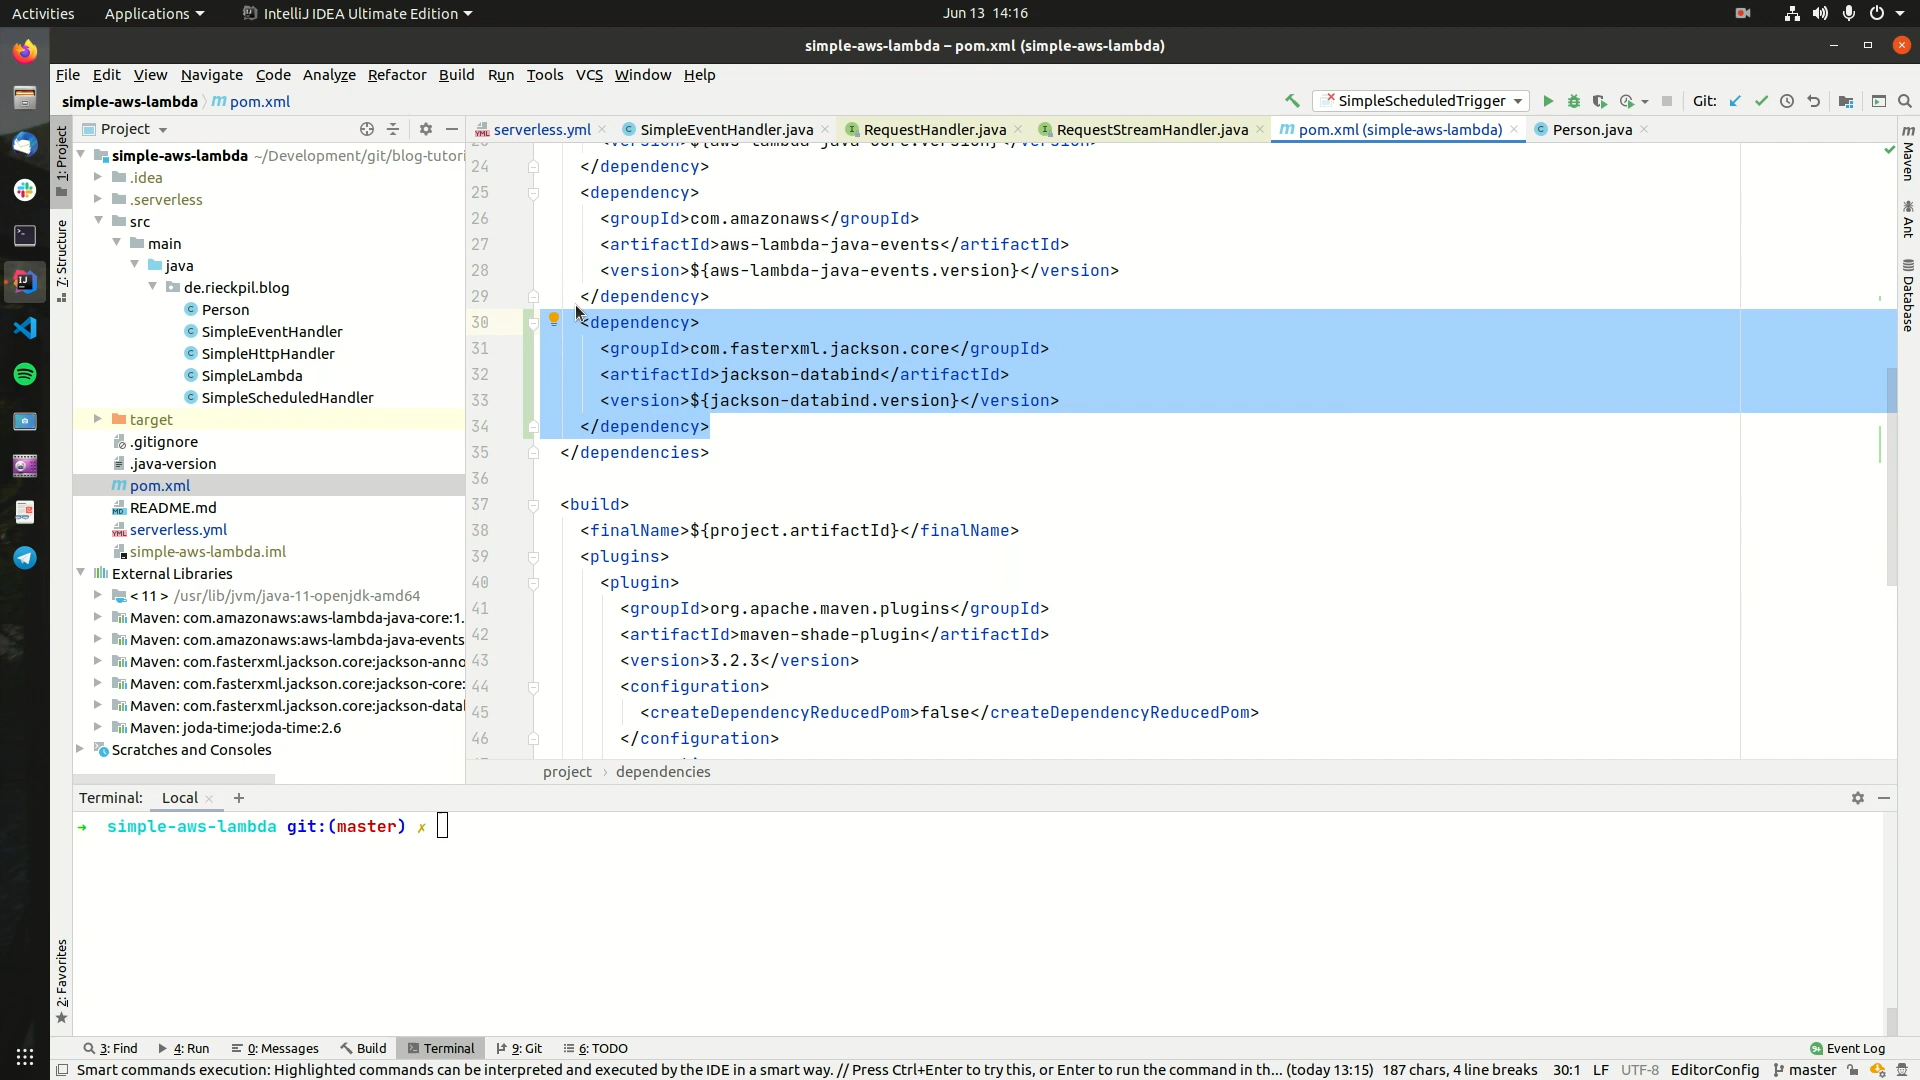 Activities Applications IntelliJ IDEA Ultimate Edition Jun 13 14:16
simple-aws-lambda – pom.xml (simple-aws-lambda)
File Edit View Navigate Code Analyze Refactor Build Run Tools VCS Window Help
simple-aws-lambda m pom.xml SimpleScheduledTrigger Git:
Project serverless.yml SimpleEventHandler.java RequestHandler.java RequestStreamHandler.java pom.xml (simple-aws-lambda) Person.java
1: Project
7: Structure
2: Favorites
Maven
Ant
Database
simple-aws-lambda ~/Development/git/blog-tutori
.idea
.serverless
src
main
java
de.rieckpil.blog
Person
SimpleEventHandler
SimpleHttpHandler
SimpleLambda
SimpleScheduledHandler
target
.gitignore
.java-version
pom.xml
README.md
serverless.yml
simple-aws-lambda.iml
External Libraries
< 11 > /usr/lib/jvm/java-11-openjdk-amd64
Maven: com.amazonaws:aws-lambda-java-core:1.
Maven: com.amazonaws:aws-lambda-java-events
Maven: com.fasterxml.jackson.core:jackson-anno
Maven: com.fasterxml.jackson.core:jackson-core:
Maven: com.fasterxml.jackson.core:jackson-data
Maven: joda-time:joda-time:2.6
Scratches and Consoles
<version>${aws-lambda-java-core.version}</version>
24 </dependency>
25 <dependency>
26 <groupId>com.amazonaws</groupId>
27 <artifactId>aws-lambda-java-events</artifactId>
28 <version>${aws-lambda-java-events.version}</version>
29 </dependency>
30 <dependency>
31 <groupId>com.fasterxml.jackson.core</groupId>
32 <artifactId>jackson-databind</artifactId>
33 <version>${jackson-databind.version}</version>
34 </dependency>
35 </dependencies>
36
37 <build>
38 <finalName>${project.artifactId}</finalName>
39 <plugins>
40 <plugin>
41 <groupId>org.apache.maven.plugins</groupId>
42 <artifactId>maven-shade-plugin</artifactId>
43 <version>3.2.3</version>
44 <configuration>
45 <createDependencyReducedPom>false</createDependencyReducedPom>
46 </configuration>
project › dependencies
Terminal: Local +
→ simple-aws-lambda git:(master) ✗
3: Find 4: Run 0: Messages Build Terminal 9: Git 6: TODO Event Log
Smart commands execution: Highlighted commands can be interpreted and executed by the IDE in a smart way. // Press Ctrl+Enter to try this, or Enter to run the command in th... (today 13:15) 187 chars, 4 line breaks 30:1 LF UTF-8 EditorConfig master